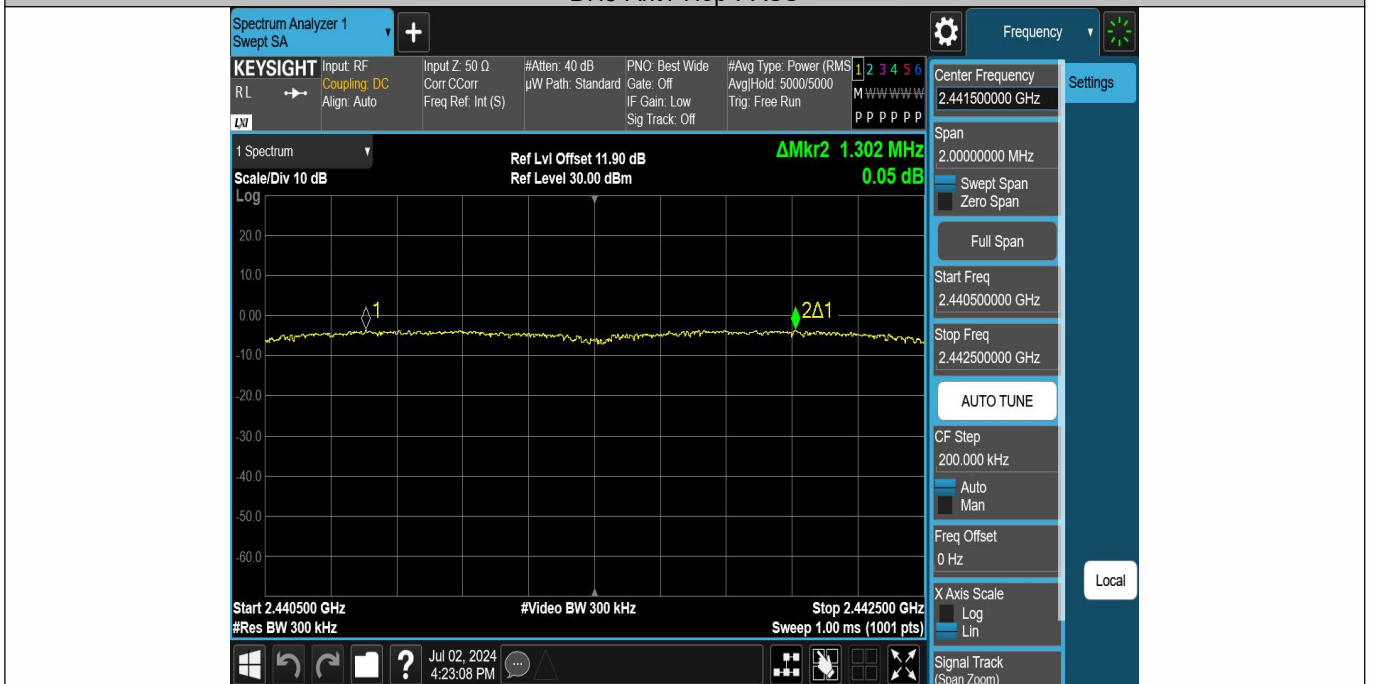 Spectrum Analyzer 1
Swept SA
Frequency
KEYSIGHT
RL
LXI
Input: RF
Coupling: DC
Align: Auto
Input Z: 50 Ω
Corr CCorr
Freq Ref: Int (S)
#Atten: 40 dB
µW Path: Standard
PNO: Best Wide
Gate: Off
IF Gain: Low
Sig Track: Off
#Avg Type: Power (RMS
Avg|Hold: 5000/5000
Trig: Free Run
1 2 3 4 5 6
M W W W W W
P P P P P P
1 Spectrum
Scale/Div 10 dB
Log
Ref Lvl Offset 11.90 dB
Ref Level 30.00 dBm
ΔMkr2 1.302 MHz
0.05 dB
20.0
10.0
0.00
-10.0
-20.0
-30.0
-40.0
-50.0
-60.0
1
2Δ1
Start 2.440500 GHz
#Res BW 300 kHz
#Video BW 300 kHz
Stop 2.442500 GHz
Sweep 1.00 ms (1001 pts)
Center Frequency
2.441500000 GHz
Settings
Span
2.00000000 MHz
Swept Span
Zero Span
Full Span
Start Freq
2.440500000 GHz
Stop Freq
2.442500000 GHz
AUTO TUNE
CF Step
200.000 kHz
Auto
Man
Freq Offset
0 Hz
X Axis Scale
Log
Lin
Local
Signal Track
(Span Zoom)
?
Jul 02, 2024
4:23:08 PM